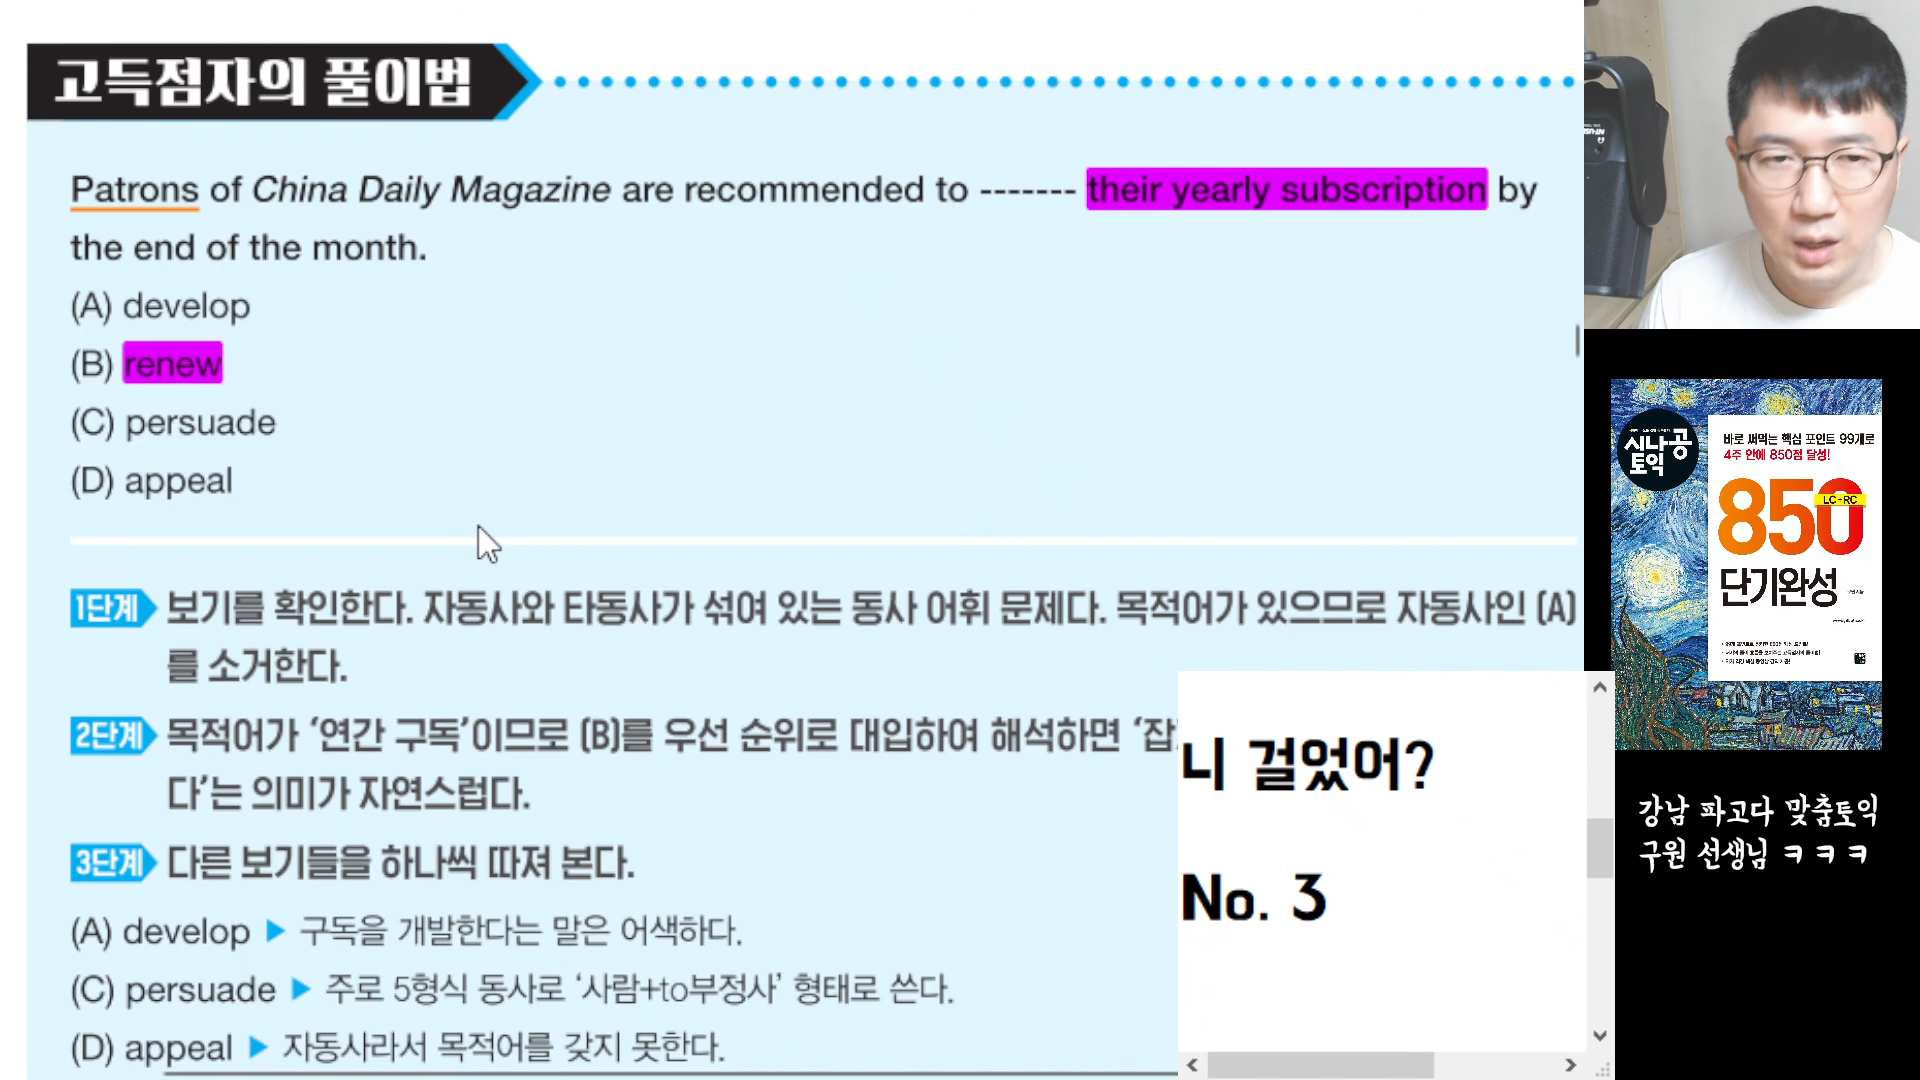 고득점자의 풀이법
Patrons of China Daily Magazine are recommended to ------- their yearly subscription by
the end of the month.
(A) develop
(B) renew
(C) persuade
(D) appeal
1단계 보기를 확인한다. 자동사와 타동사가 섞여 있는 동사 어휘 문제다. 목적어가 있으므로 자동사인 (A)
를 소거한다.
2단계 목적어가 ‘연간 구독’이므로 (B)를 우선 순위로 대입하여 해석하면 ‘잡
다’는 의미가 자연스럽다.
3단계 다른 보기들을 하나씩 따져 본다.
(A) develop ▶ 구독을 개발한다는 말은 어색하다.
(C) persuade ▶ 주로 5형식 동사로 ‘사람+to부정사’ 형태로 쓴다.
(D) appeal ▶ 자동사라서 목적어를 갖지 못한다.
니 걸었어?
No. 3
시나공
토익
바로 써먹는 핵심 포인트 99개로
4주 안에 850점 달성!
850
LC+RC
단기완성
강남 파고다 맞춤토익
구원 선생님 ㅋㅋㅋ